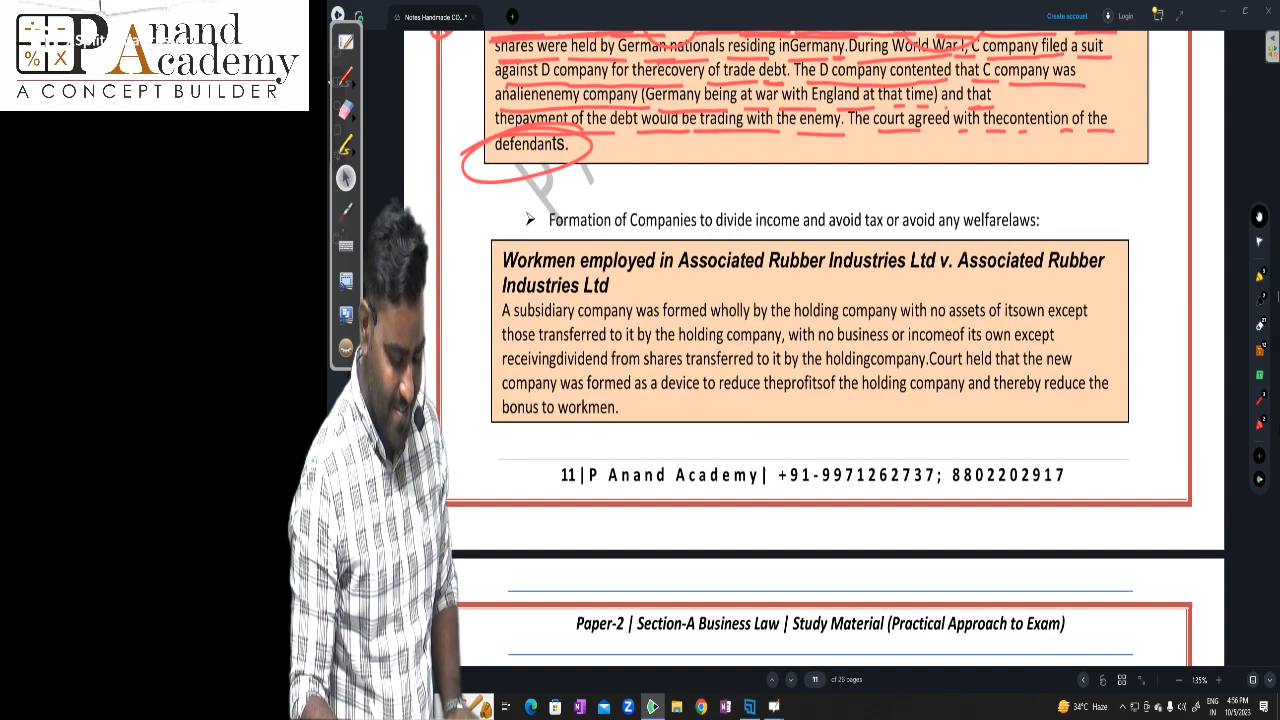 P Anand
Academy
A CONCEPT BUILDER
Notes Handmade CO...*
Create account
Login
shares were held by German nationals residing inGermany.During World War I, C company filed a suit
against D company for therecovery of trade debt. The D company contented that C company was
analienenemy company (Germany being at war with England at that time) and that
thepayment of the debt would be trading with the enemy. The court agreed with thecontention of the
defendants.
➢ Formation of Companies to divide income and avoid tax or avoid any welfarelaws:
Workmen employed in Associated Rubber Industries Ltd v. Associated Rubber
Industries Ltd
A subsidiary company was formed wholly by the holding company with no assets of itsown except
those transferred to it by the holding company, with no business or incomeof its own except
receivingdividend from shares transferred to it by the holdingcompany.Court held that the new
company was formed as a device to reduce theprofitsof the holding company and thereby reduce the
bonus to workmen.
11|P Anand Academy| +91-9971262737; 8802202917
Paper-2 | Section-A Business Law | Study Material (Practical Approach to Exam)
11 of 26 pages
135%
34°C Haze
ENG
IN
4:56 PM
10/5/2023